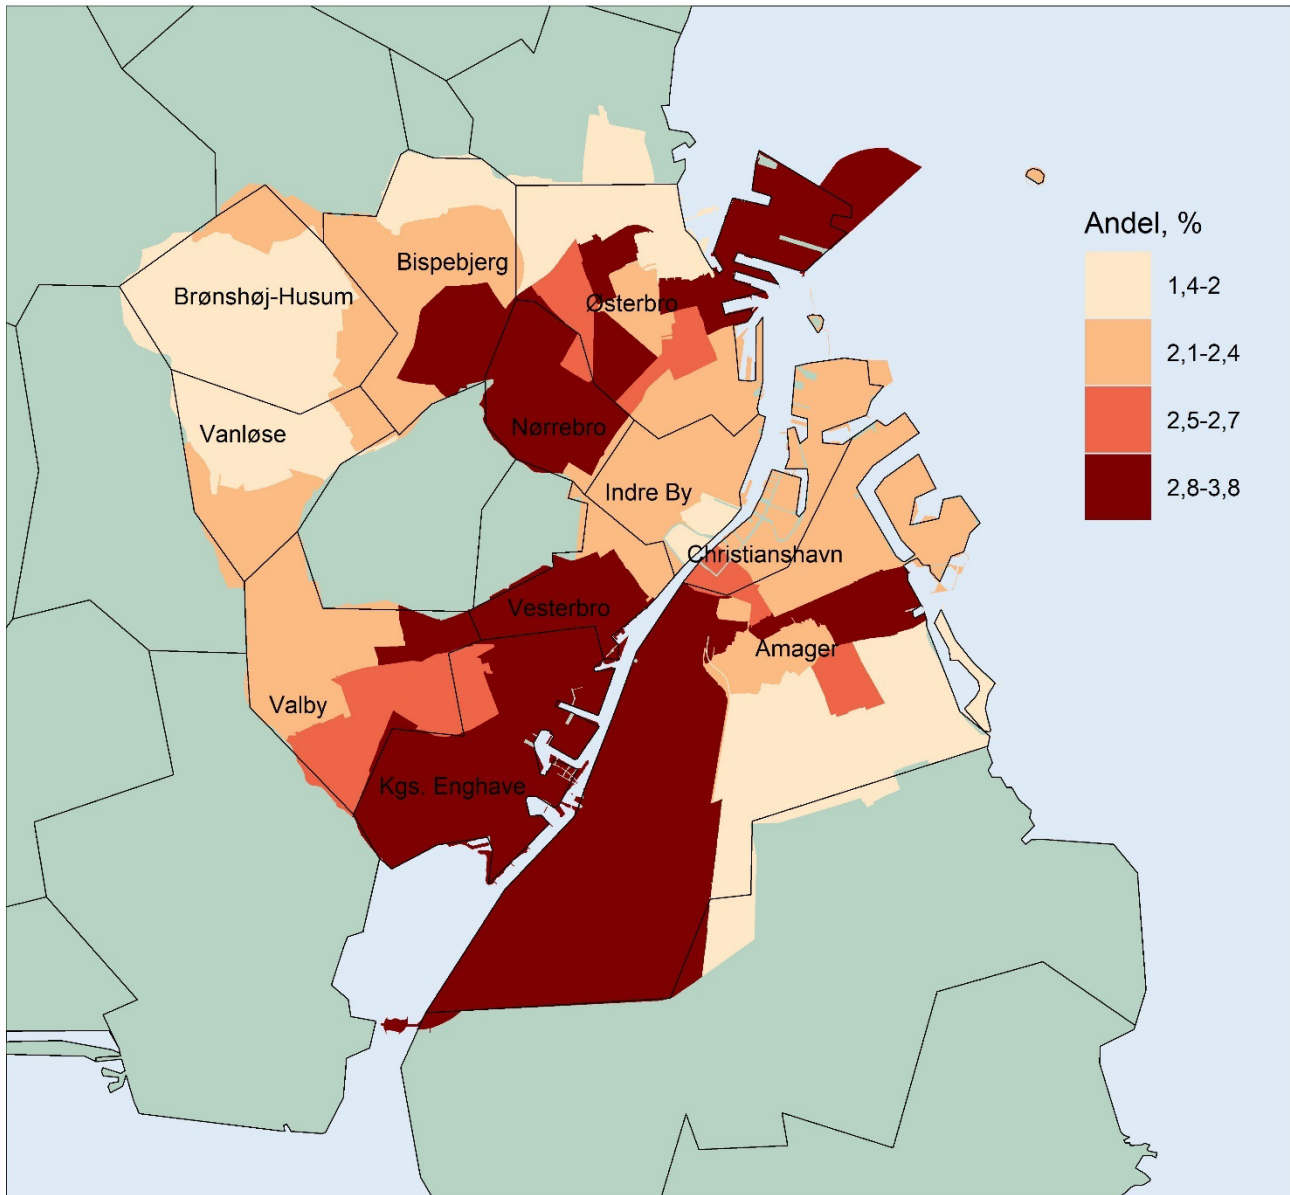 Andel, %
1,4-2
2,1-2,4
2,5-2,7
2,8-3,8
Bispebjerg
Brønshøj-Husum
Østerbro
Vanløse
Nørrebro
Indre By
Christianshavn
Vesterbro
Amager
Valby
Kgs. Enghave